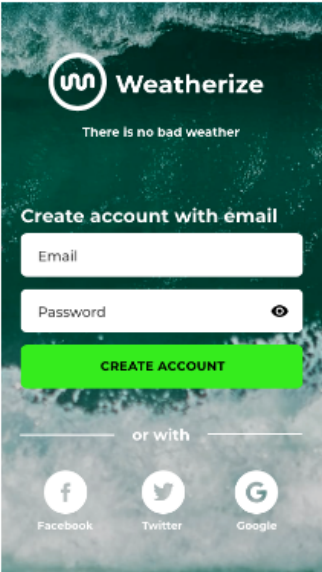 Weatherize
There is no bad weather
Create account with email
Email
Password
CREATE ACCOUNT
or with
Facebook
Twitter
Google